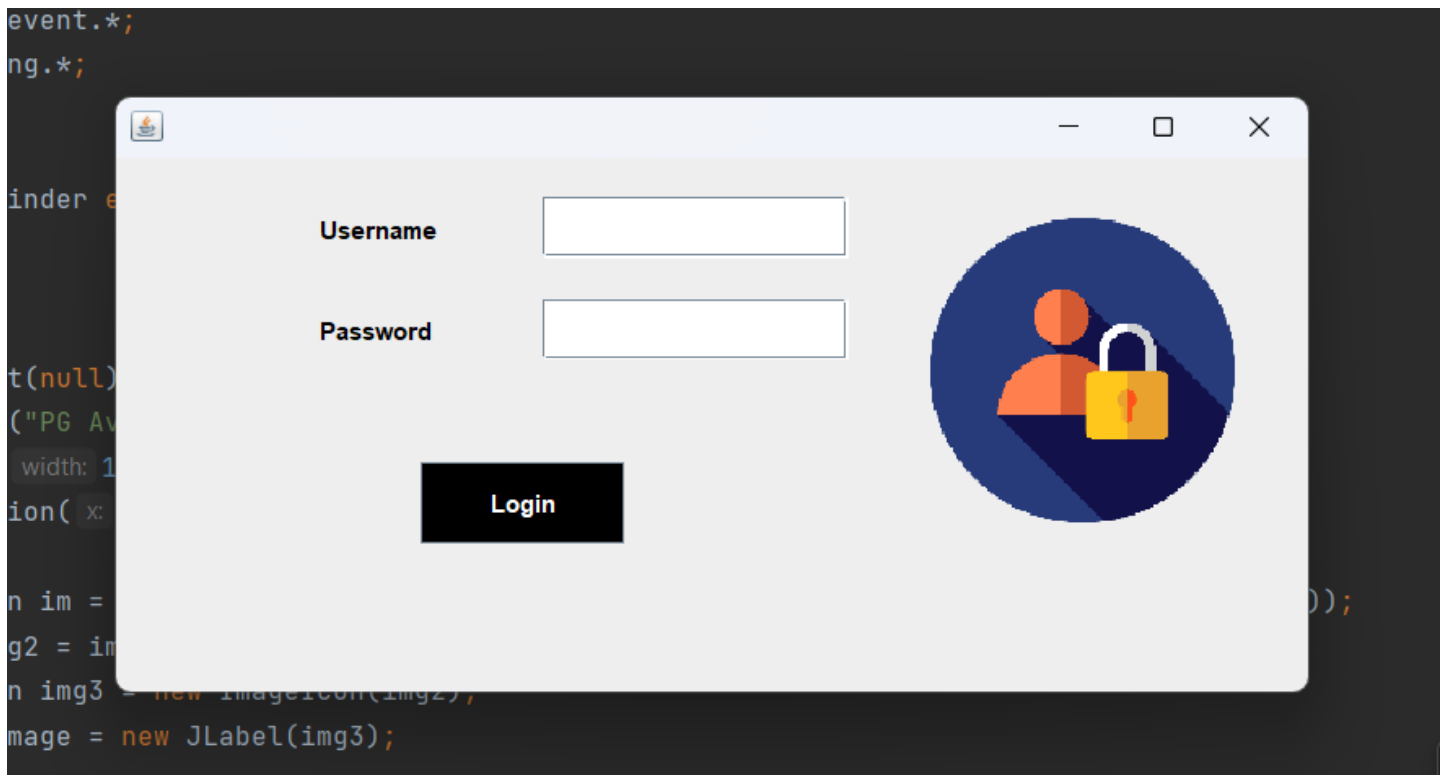 event.*;
ng.*;
inder e
Username
Password
t(null)
("PG Av
width: 1
ion( x:
Login
n im = ));
g2 = im
n img3 = new ImageIcon(img2);
mage = new JLabel(img3);